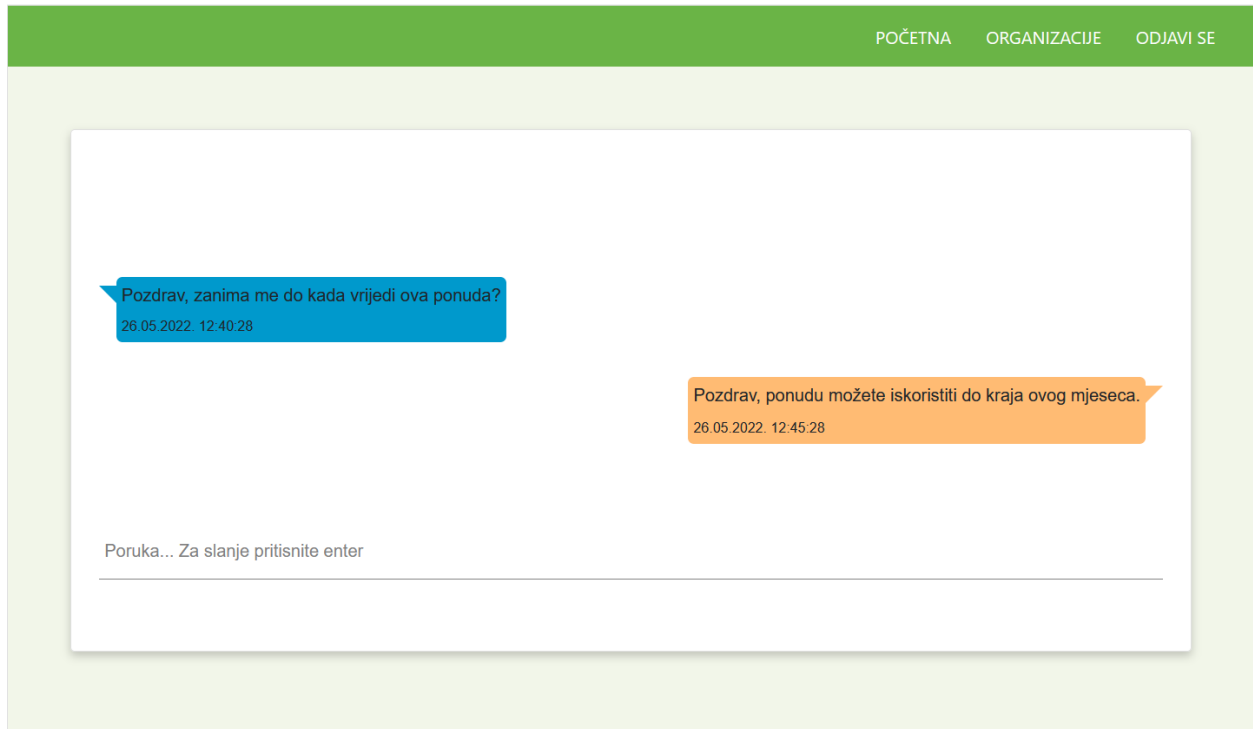 POČETNA ORGANIZACIJE ODJAVI SE
Pozdrav, zanima me do kada vrijedi ova ponuda?
26.05.2022. 12:40:28
Pozdrav, ponudu možete iskoristiti do kraja ovog mjeseca.
26.05.2022. 12:45:28
Poruka... Za slanje pritisnite enter